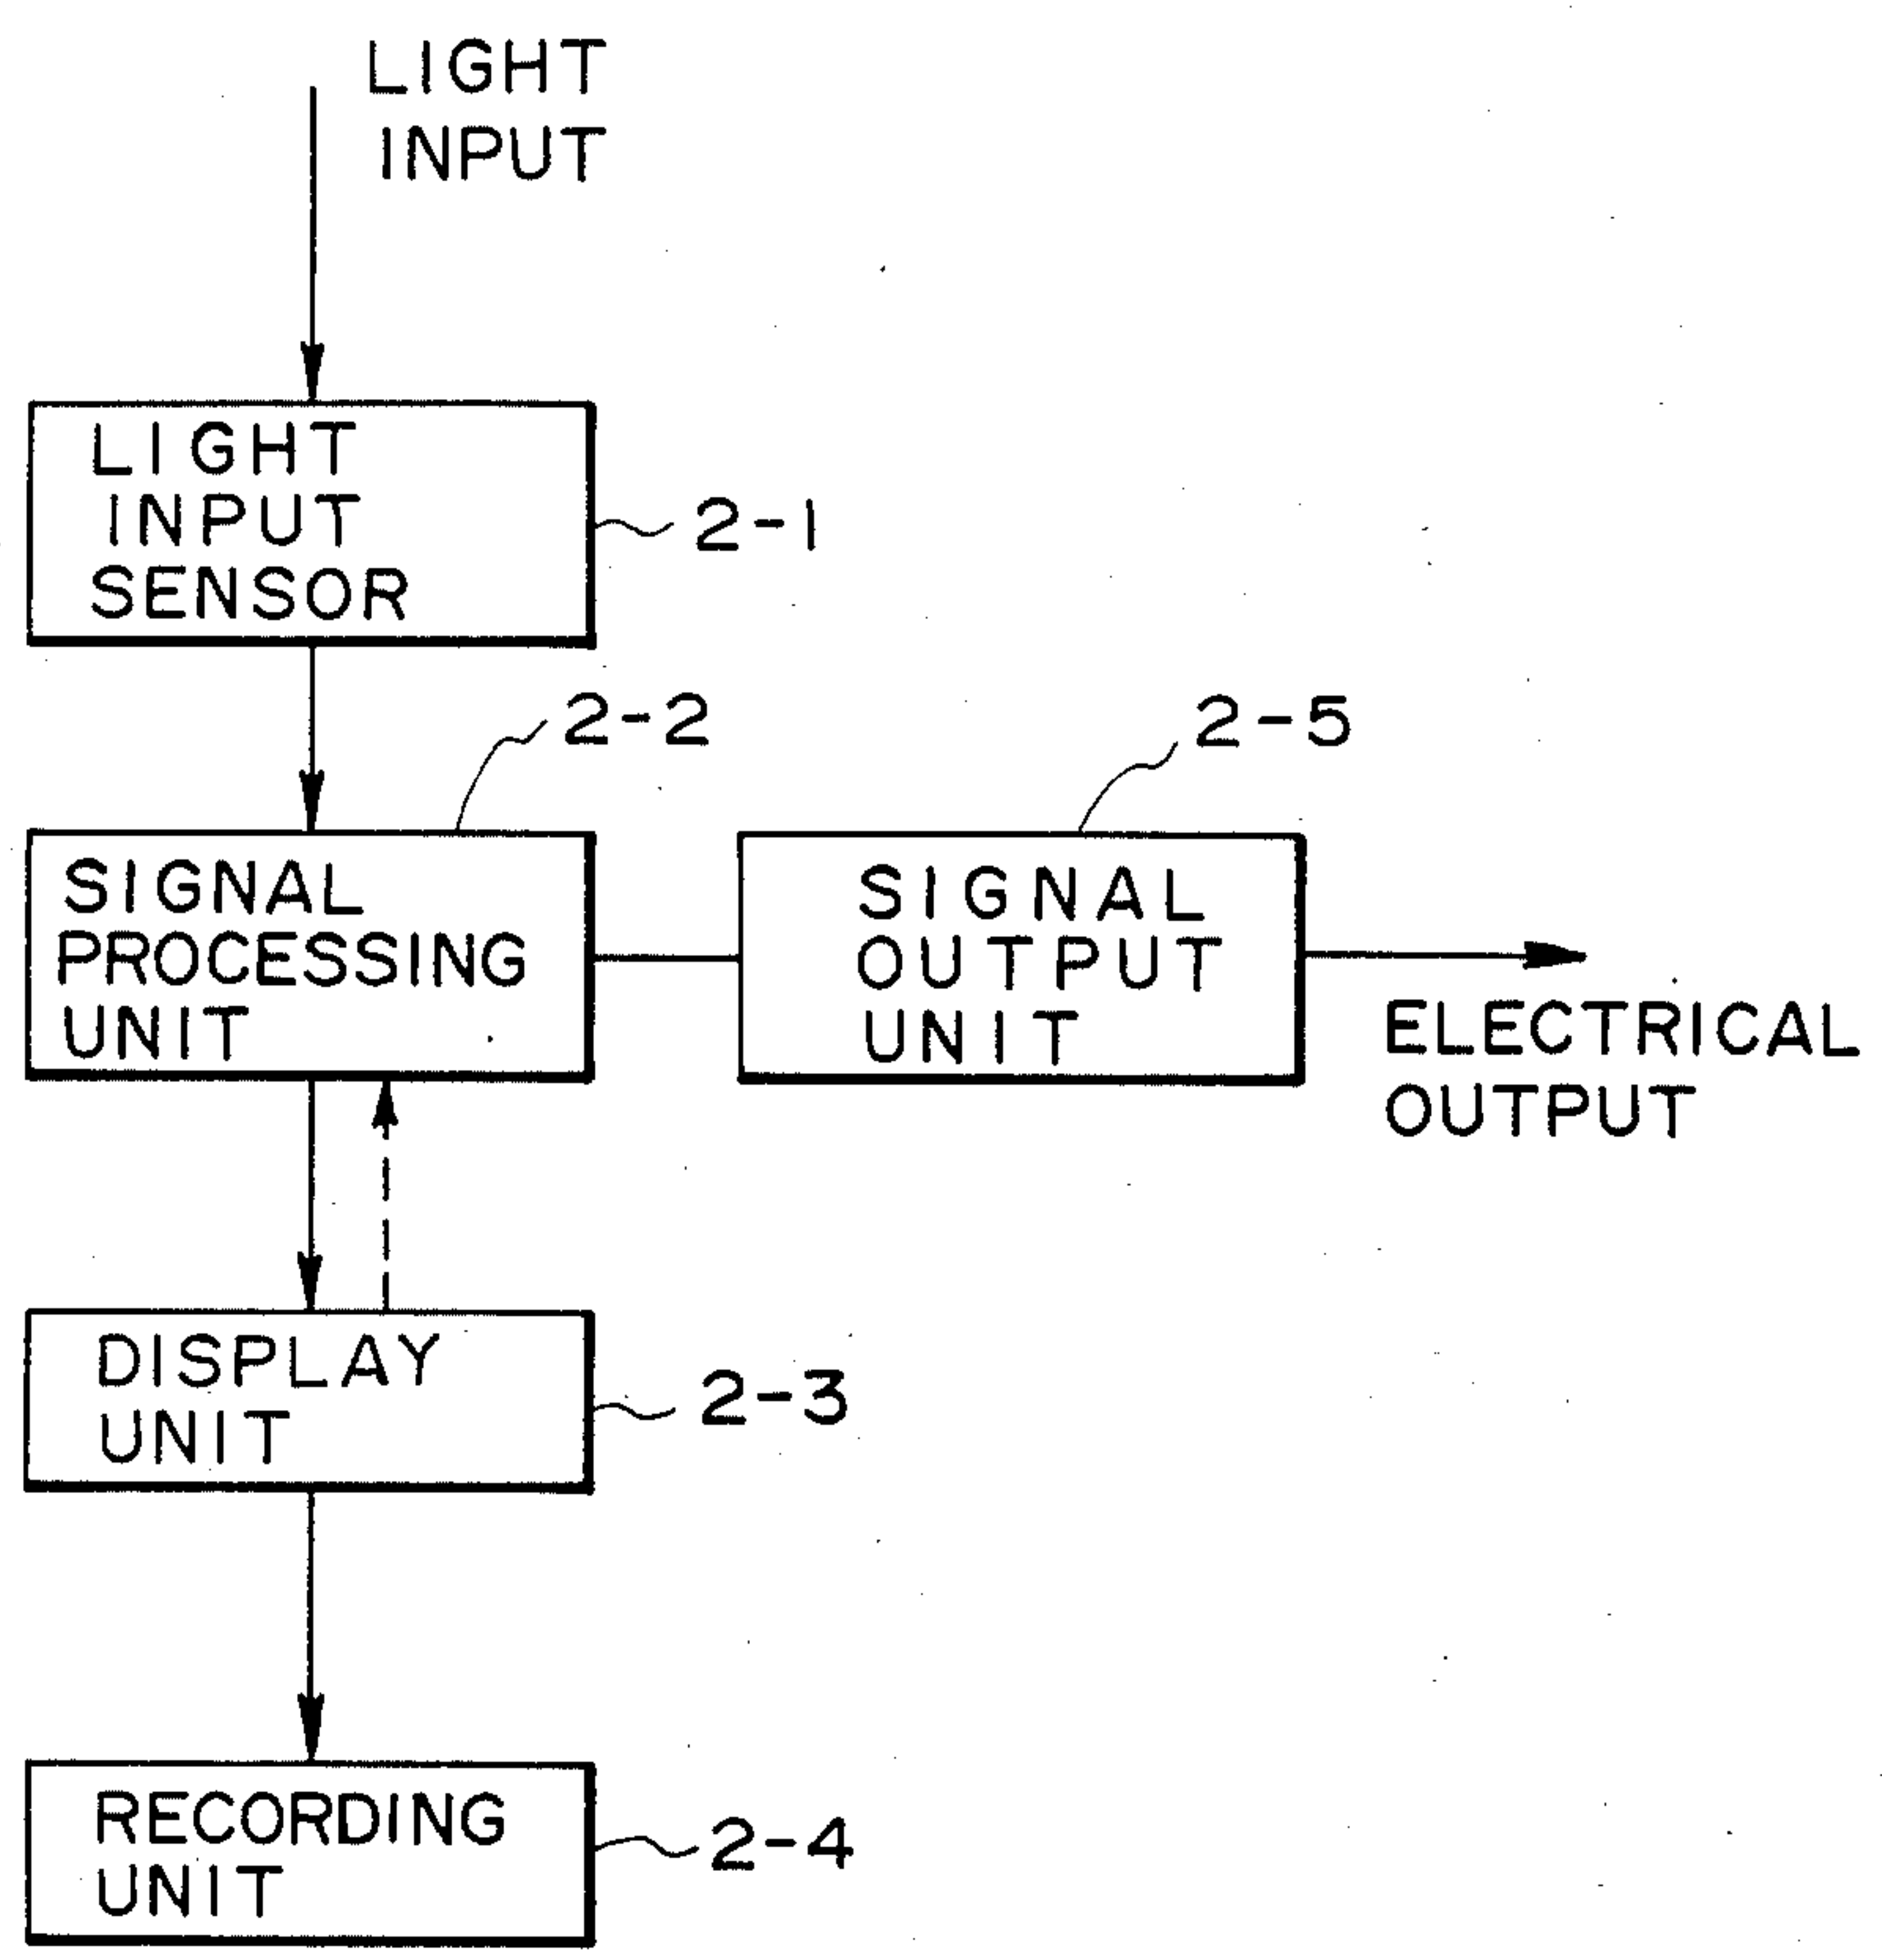 LIGHT
INPUT
LIGHT
INPUT
SENSOR
2-1
2-2
2-5
SIGNAL
PROCESSING
UNIT
SIGNAL
OUTPUT
UNIT
ELECTRICAL
OUTPUT
DISPLAY
UNIT
2-3
RECORDING
UNIT
2-4